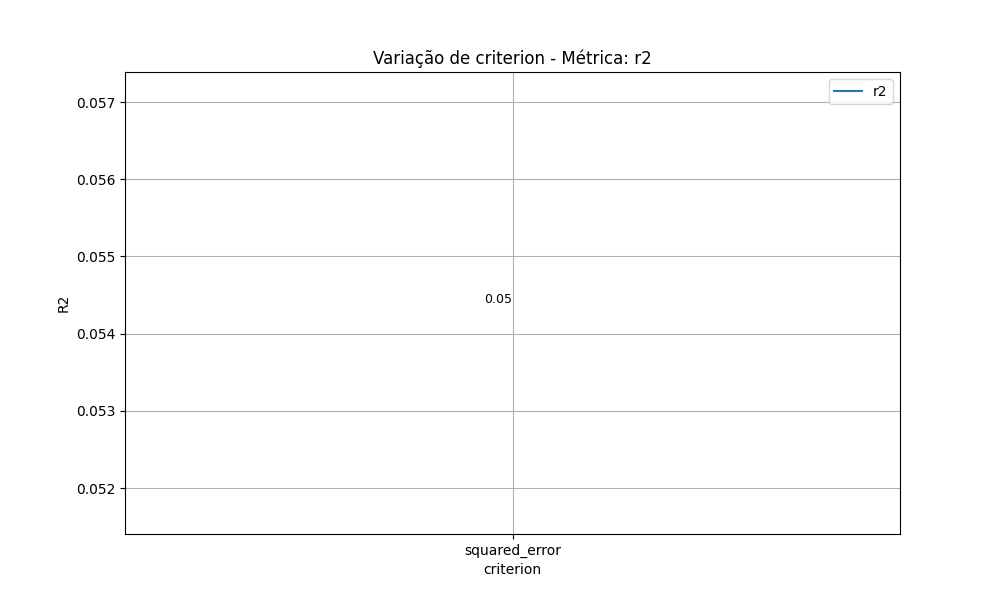 Variação de criterion - Métrica: r2
r2
0.057
0.056
0.055
0.054
0.053
0.052
R2
0.05
squared_error
criterion